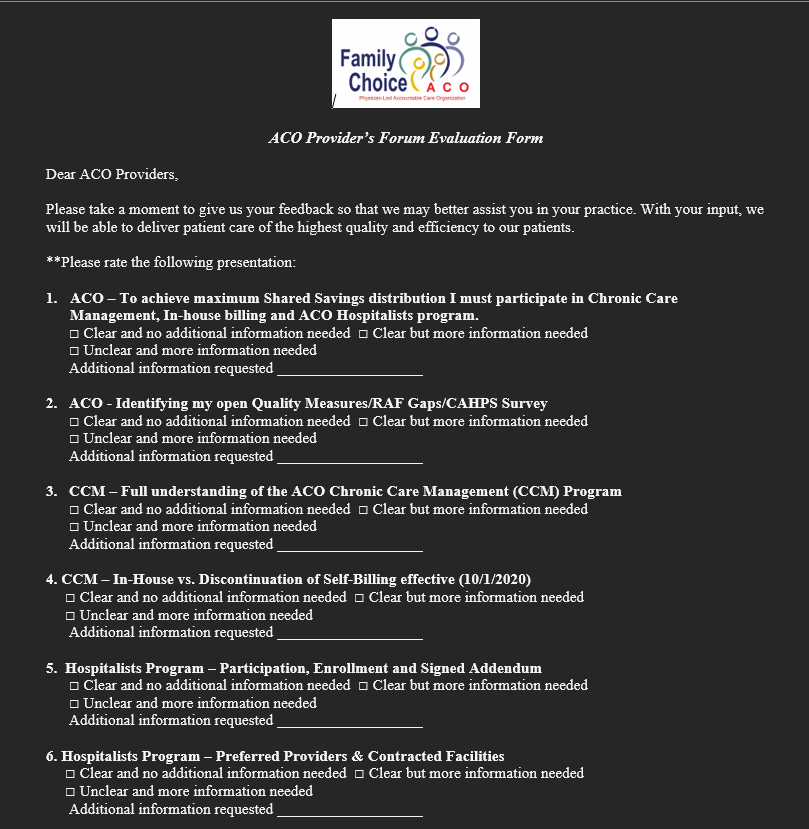 Family
Choice
ACO
Physician-Led Accountable Care Organization
/
ACO Provider’s Forum Evaluation Form
Dear ACO Providers,
Please take a moment to give us your feedback so that we may better assist you in your practice. With your input, we
will be able to deliver patient care of the highest quality and efficiency to our patients.
**Please rate the following presentation:
1. ACO – To achieve maximum Shared Savings distribution I must participate in Chronic Care
Management, In-house billing and ACO Hospitalists program.
□ Clear and no additional information needed □ Clear but more information needed
□ Unclear and more information needed
Additional information requested ____________________
2. ACO - Identifying my open Quality Measures/RAF Gaps/CAHPS Survey
□ Clear and no additional information needed □ Clear but more information needed
□ Unclear and more information needed
Additional information requested ____________________
3. CCM – Full understanding of the ACO Chronic Care Management (CCM) Program
□ Clear and no additional information needed □ Clear but more information needed
□ Unclear and more information needed
Additional information requested ____________________
4. CCM – In-House vs. Discontinuation of Self-Billing effective (10/1/2020)
□ Clear and no additional information needed □ Clear but more information needed
□ Unclear and more information needed
Additional information requested ____________________
5. Hospitalists Program – Participation, Enrollment and Signed Addendum
□ Clear and no additional information needed □ Clear but more information needed
□ Unclear and more information needed
Additional information requested ____________________
6. Hospitalists Program – Preferred Providers & Contracted Facilities
□ Clear and no additional information needed □ Clear but more information needed
□ Unclear and more information needed
Additional information requested ____________________